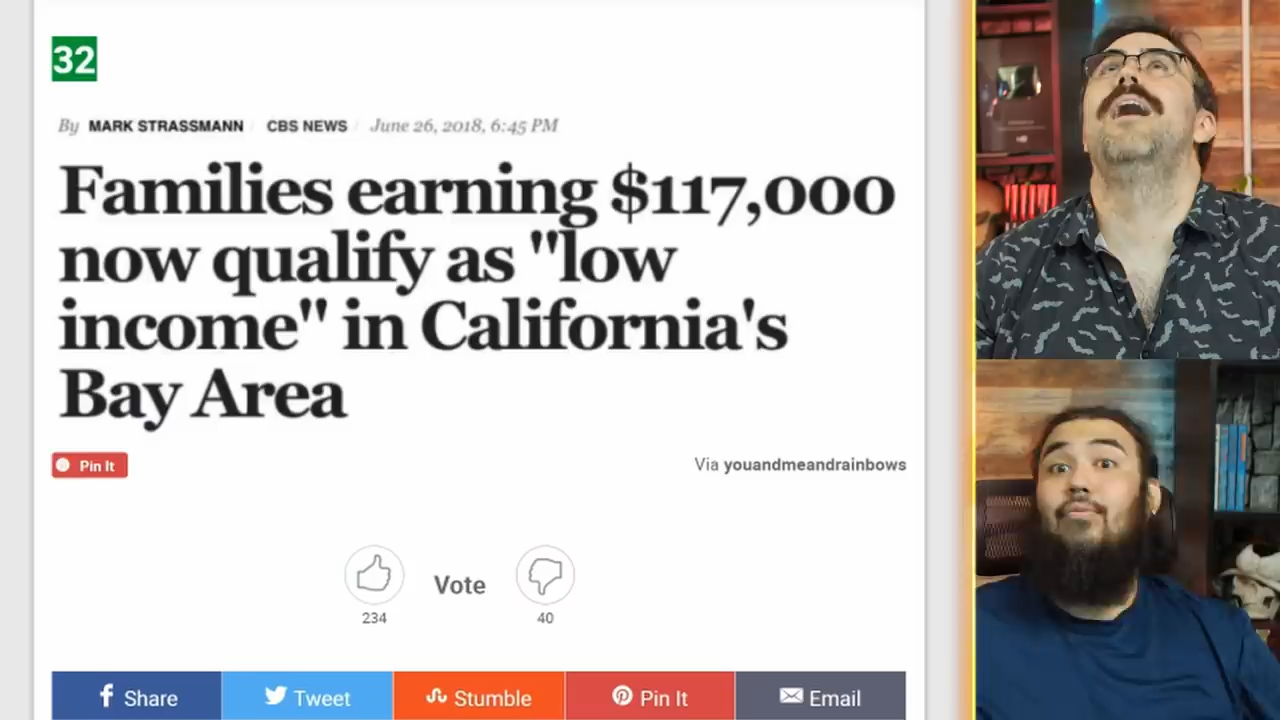 32
By MARK STRASSMANN CBS NEWS June 26, 2018, 6:45 PM
Families earning $117,000
now qualify as "low
income" in California's
Bay Area
Pin It
Via youandmeandrainbows
Vote
234
40
Share
Tweet
Stumble
Pin It
Email